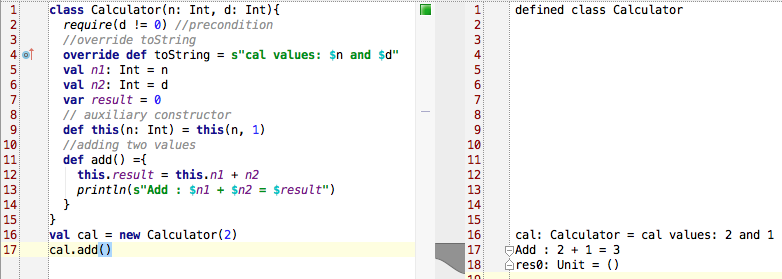 1 class Calculator(n: Int, d: Int){
2 require(d != 0) //precondition
3 //override toString
4 override def toString = s"cal values: $n and $d"
5 val n1: Int = n
6 val n2: Int = d
7 var result = 0
8 // auxiliary constructor
9 def this(n: Int) = this(n, 1)
10 //adding two values
11 def add() ={
12 this.result = this.n1 + n2
13 println(s"Add : $n1 + $n2 = $result")
14 }
15 }
16 val cal = new Calculator(2)
17 cal.add()
1 defined class Calculator
2
3
4
5
6
7
8
9
10
11
12
13
14
15
16 cal: Calculator = cal values: 2 and 1
17 Add : 2 + 1 = 3
18 res0: Unit = ()